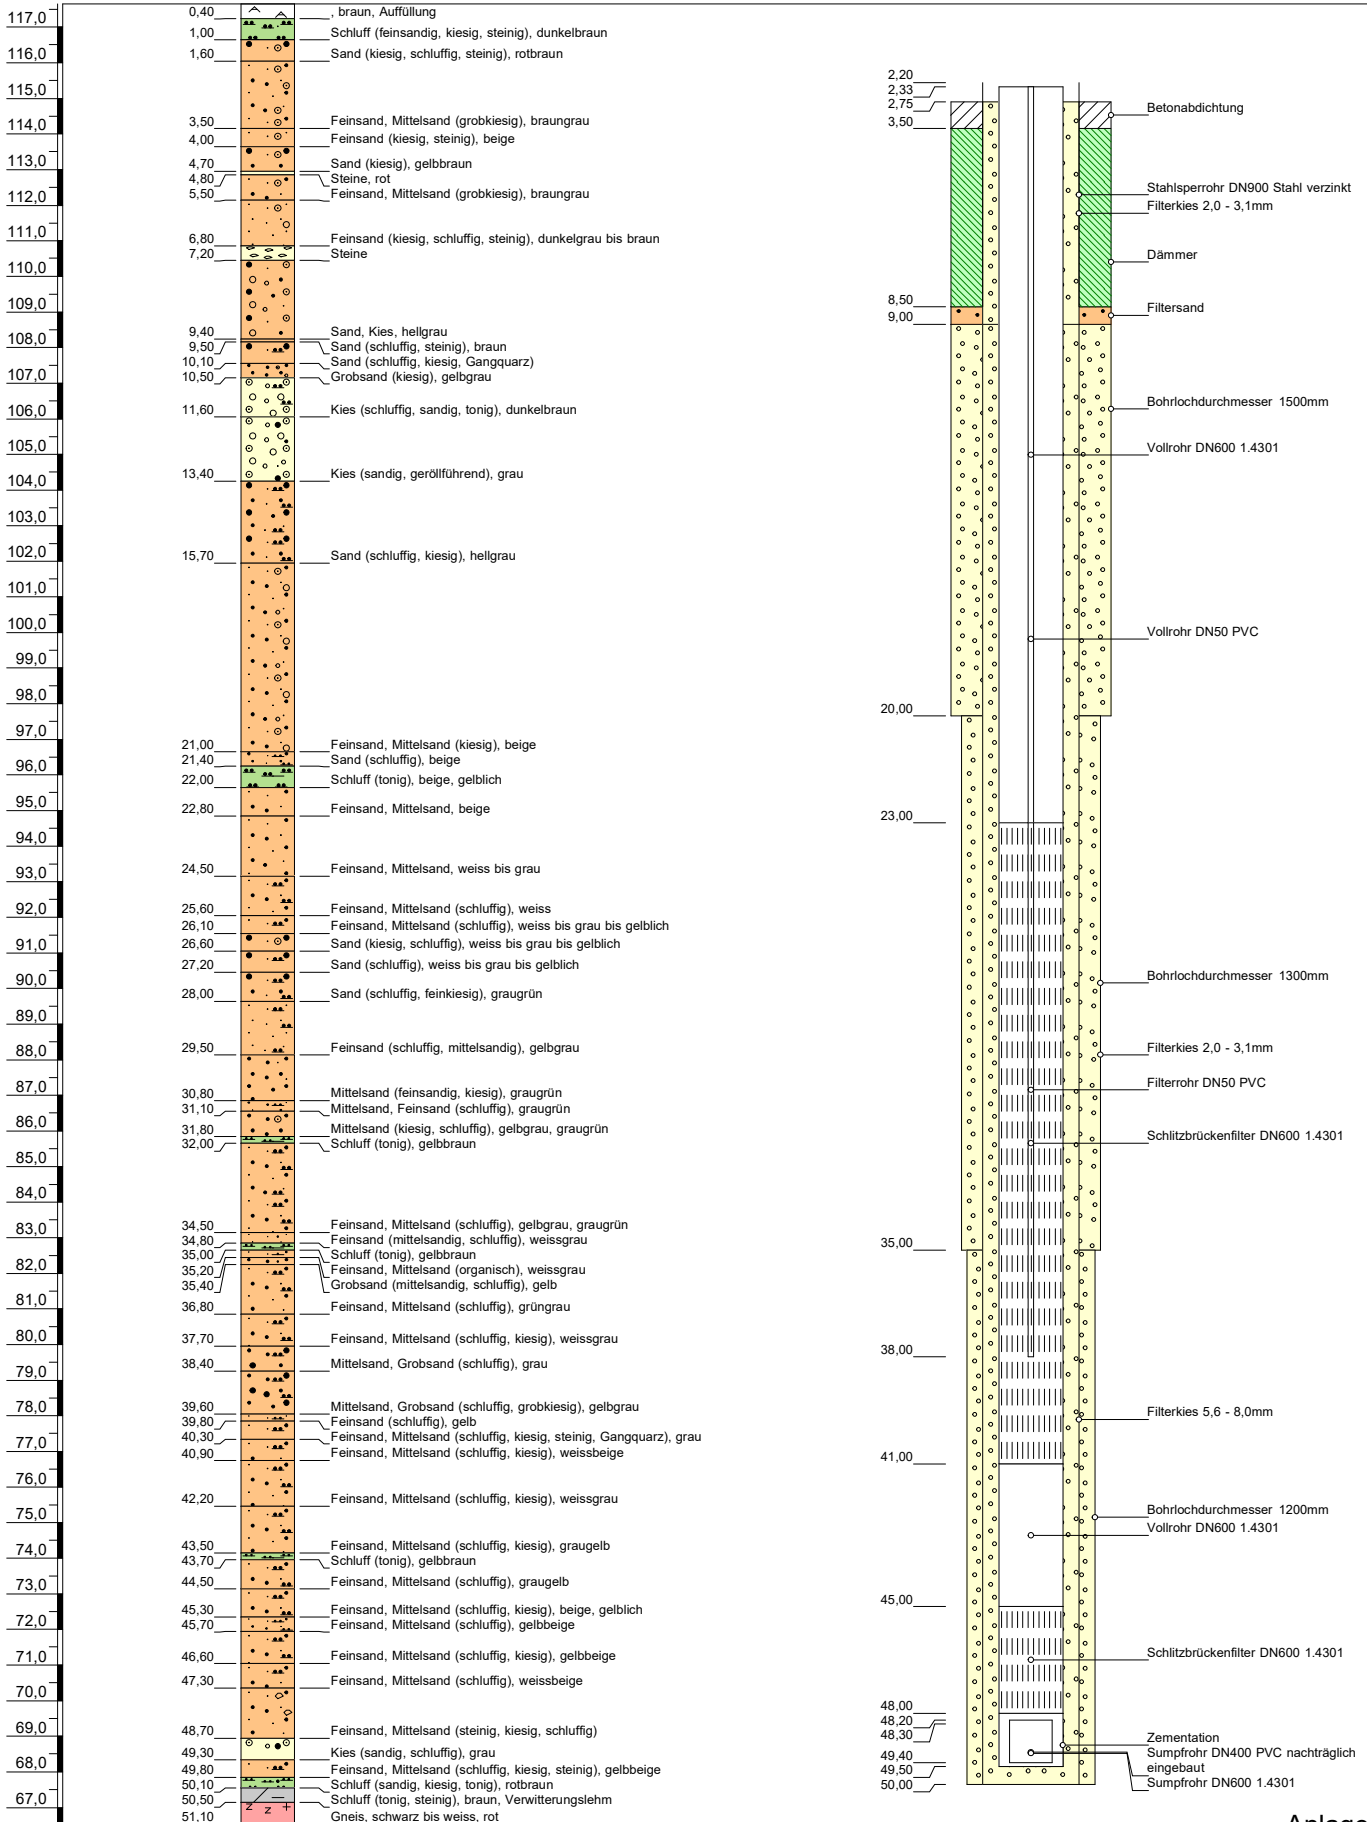 117,0
116,0
115,0
114,0
113,0
112,0
111,0
110,0
109,0
108,0
107,0
106,0
105,0
104,0
103,0
102,0
101,0
100,0
99,0
98,0
97,0
96,0
95,0
94,0
93,0
92,0
91,0
90,0
89,0
88,0
87,0
86,0
85,0
84,0
83,0
82,0
81,0
80,0
79,0
78,0
77,0
76,0
75,0
74,0
73,0
72,0
71,0
70,0
69,0
68,0
67,0
0,40 , braun, Auffüllung
1,00 Schluff (feinsandig, kiesig, steinig), dunkelbraun
1,60 Sand (kiesig, schluffig, steinig), rotbraun
3,50 Feinsand, Mittelsand (grobkiesig), braungrau
4,00 Feinsand (kiesig, steinig), beige
4,70 Sand (kiesig), gelbbraun
4,80 Steine, rot
5,50 Feinsand, Mittelsand (grobkiesig), braungrau
6,80 Feinsand (kiesig, schluffig, steinig), dunkelgrau bis braun
7,20 Steine
9,40 Sand, Kies, hellgrau
9,50 Sand (schluffig, steinig), braun
10,10 Sand (schluffig, kiesig, Gangquarz)
10,50 Grobsand (kiesig), gelbgrau
11,60 Kies (schluffig, sandig, tonig), dunkelbraun
13,40 Kies (sandig, geröllführend), grau
15,70 Sand (schluffig, kiesig), hellgrau
21,00 Feinsand, Mittelsand (kiesig), beige
21,40 Sand (schluffig), beige
22,00 Schluff (tonig), beige, gelblich
22,80 Feinsand, Mittelsand, beige
24,50 Feinsand, Mittelsand, weiss bis grau
25,60 Feinsand, Mittelsand (schluffig), weiss
26,10 Feinsand, Mittelsand (schluffig), weiss bis grau bis gelblich
26,60 Sand (kiesig, schluffig), weiss bis grau bis gelblich
27,20 Sand (schluffig), weiss bis grau bis gelblich
28,00 Sand (schluffig, feinkiesig), graugrün
29,50 Feinsand (schluffig, mittelsandig), gelbgrau
30,80 Mittelsand (feinsandig, kiesig), graugrün
31,10 Mittelsand, Feinsand (schluffig), graugrün
31,80 Mittelsand (kiesig, schluffig), gelbgrau, graugrün
32,00 Schluff (tonig), gelbbraun
34,50 Feinsand, Mittelsand (schluffig), gelbgrau, graugrün
34,80 Feinsand (mittelsandig, schluffig), weissgrau
35,00 Schluff (tonig), gelbbraun
35,20 Feinsand, Mittelsand (organisch), weissgrau
35,40 Grobsand (mittelsandig, schluffig), gelb
36,80 Feinsand, Mittelsand (schluffig), grüngrau
37,70 Feinsand, Mittelsand (schluffig, kiesig), weissgrau
38,40 Mittelsand, Grobsand (schluffig), grau
39,60 Mittelsand, Grobsand (schluffig, grobkiesig), gelbgrau
39,80 Feinsand (schluffig), gelb
40,30 Feinsand, Mittelsand (schluffig, kiesig, steinig, Gangquarz), grau
40,90 Feinsand, Mittelsand (schluffig, kiesig), weissbeige
42,20 Feinsand, Mittelsand (schluffig, kiesig), weissgrau
43,50 Feinsand, Mittelsand (schluffig, kiesig), graugelb
43,70 Schluff (tonig), gelbbraun
44,50 Feinsand, Mittelsand (schluffig), graugelb
45,30 Feinsand, Mittelsand (schluffig, kiesig), beige, gelblich
45,70 Feinsand, Mittelsand (schluffig), gelbbeige
46,60 Feinsand, Mittelsand (schluffig, kiesig), gelbbeige
47,30 Feinsand, Mittelsand (schluffig), weissbeige
48,70 Feinsand, Mittelsand (steinig, kiesig, schluffig)
49,30 Kies (sandig, schluffig), grau
49,80 Feinsand, Mittelsand (schluffig, kiesig, steinig), gelbbeige
50,10 Schluff (sandig, kiesig, tonig), rotbraun
50,50 Schluff (tonig, steinig), braun, Verwitterungslehm
51,10 Gneis, schwarz bis weiss, rot
2,20
2,33
2,75
3,50
8,50
9,00
20,00
23,00
35,00
38,00
41,00
45,00
48,00
48,20
48,30
49,40
49,50
50,00
Betonabdichtung
Stahlsperrohr DN900 Stahl verzinkt
Filterkies 2,0 - 3,1mm
Dämmer
Filtersand
Bohrlochdurchmesser 1500mm
Vollrohr DN600 1.4301
Vollrohr DN50 PVC
Bohrlochdurchmesser 1300mm
Filterkies 2,0 - 3,1mm
Filterrohr DN50 PVC
Schlitzbrückenfilter DN600 1.4301
Filterkies 5,6 - 8,0mm
Bohrlochdurchmesser 1200mm
Vollrohr DN600 1.4301
Schlitzbrückenfilter DN600 1.4301
Zementation
Sumpfrohr DN400 PVC nachträglich
eingebaut
Sumpfrohr DN600 1.4301